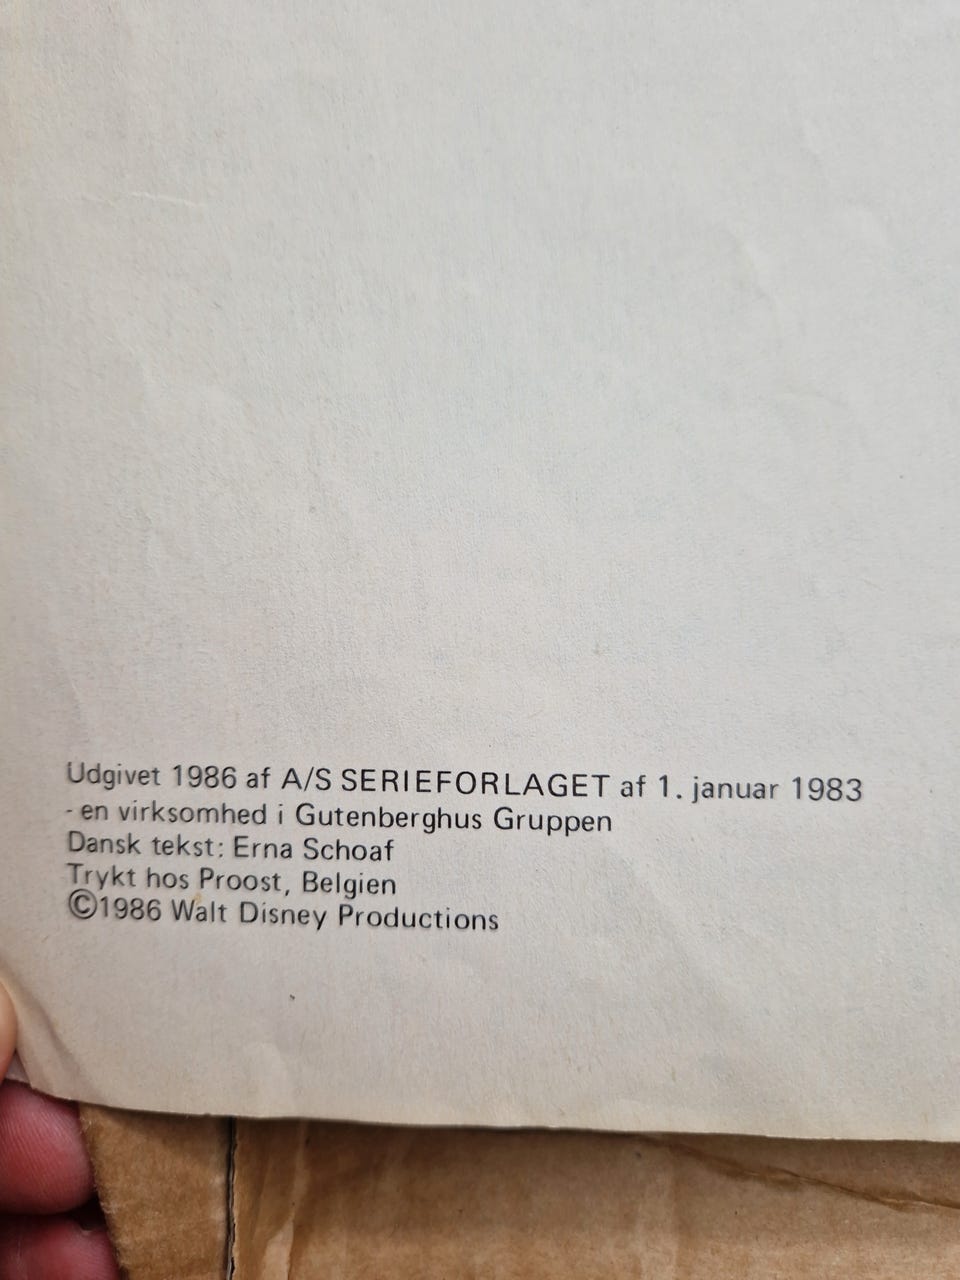 Udgivet 1986 af A/S SERIEFORLAGET af 1. januar 1983
- en virksomhed i Gutenberghus Gruppen
Dansk tekst: Erna Schoaf
Trykt hos Proost, Belgien
©1986 Walt Disney Productions